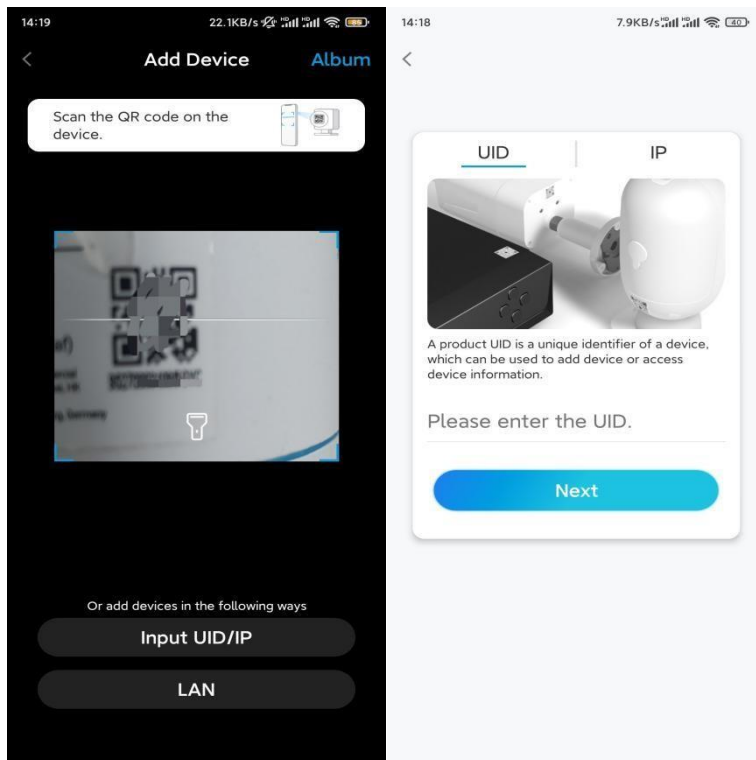 14:19
22.1KB/s
Add Device
Album
Scan the QR code on the
device.
Or add devices in the following ways
Input UID/IP
LAN
14:18
7.9KB/s
40
UID
IP
A product UID is a unique identifier of a device,
which can be used to add device or access
device information.
Please enter the UID.
Next